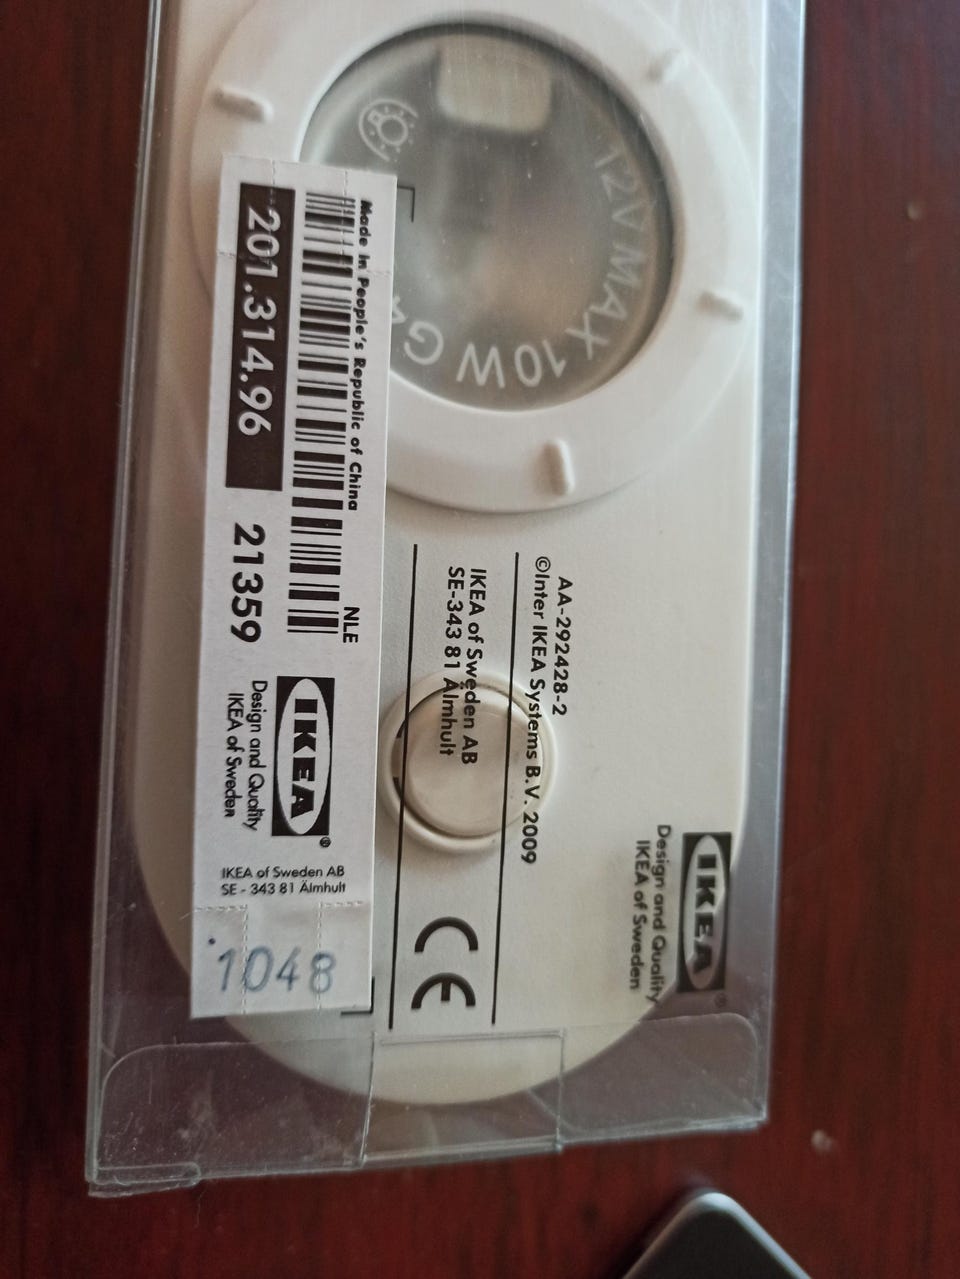 12V MAX 10W G4
Made in People's Republic of China
NLE
201.314.96
21359
IKEA®
Design and Quality
IKEA of Sweden
IKEA of Sweden AB
SE - 343 81 Älmhult
1048
AA-292428-2
©Inter IKEA Systems B.V. 2009
IKEA of Sweden AB
SE-343 81 Älmhult
CE
IKEA®
Design and Quality
IKEA of Sweden